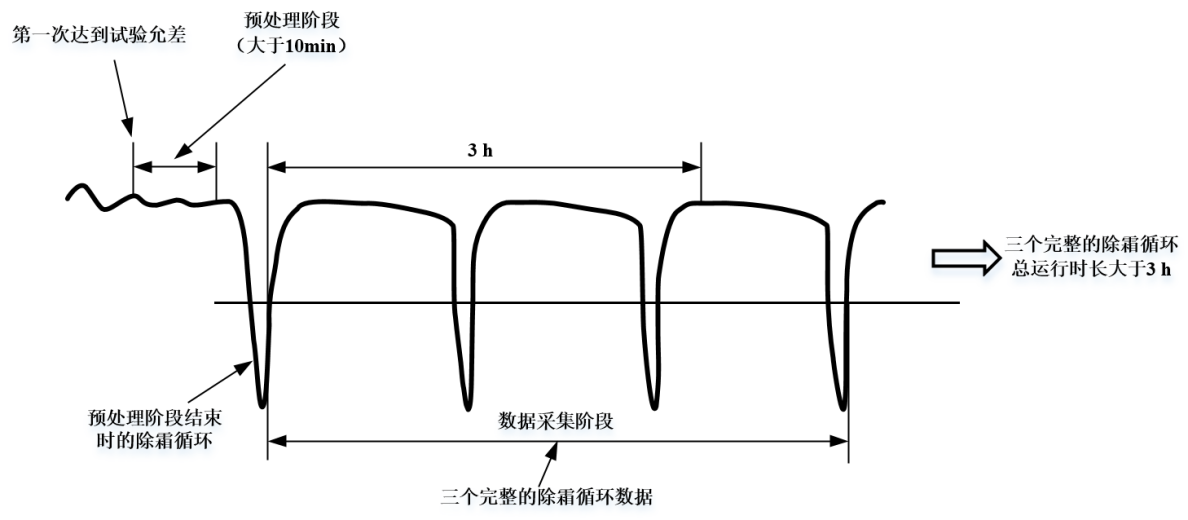 第一次达到试验允差
预处理阶段
（大于10min）
3 h
三个完整的除霜循环
总运行时长大于3 h
预处理阶段结束
时的除霜循环
数据采集阶段
三个完整的除霜循环数据